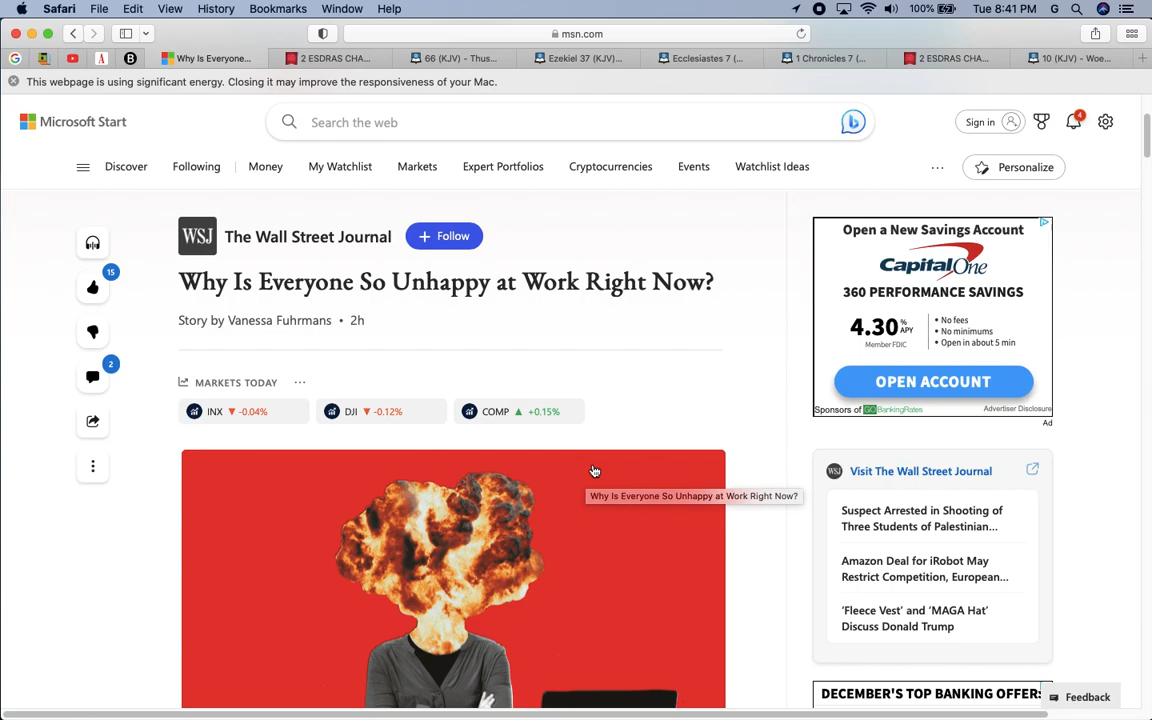 Safari File Edit View History Bookmarks Window Help 100% Tue 8:41 PM G
msn.com
Why Is Everyone... 2 ESDRAS CHA... 66 (KJV) - Thus... Ezekiel 37 (KJV)... Ecclesiastes 7 (... 1 Chronicles 7 (... 2 ESDRAS CHA... 10 (KJV) - Woe...
This webpage is using significant energy. Closing it may improve the responsiveness of your Mac.
Microsoft Start
Search the web
Sign in
4
Discover Following Money My Watchlist Markets Expert Portfolios Cryptocurrencies Events Watchlist Ideas ... Personalize
WSJ The Wall Street Journal + Follow
Why Is Everyone So Unhappy at Work Right Now?
Story by Vanessa Fuhrmans • 2h
15
2
MARKETS TODAY ...
INX ▼ -0.04% DJI ▼ -0.12% COMP ▲ +0.15%
Why Is Everyone So Unhappy at Work Right Now?
Open a New Savings Account
Capital One
360 PERFORMANCE SAVINGS
4.30 % APY
Member FDIC
• No fees
• No minimums
• Open in about 5 min
OPEN ACCOUNT
Sponsors of GOBankingRates Advertiser Disclosure
Ad
WSJ Visit The Wall Street Journal
Suspect Arrested in Shooting of
Three Students of Palestinian...
Amazon Deal for iRobot May
Restrict Competition, European...
'Fleece Vest' and 'MAGA Hat'
Discuss Donald Trump
DECEMBER'S TOP BANKING OFFERS
Feedback